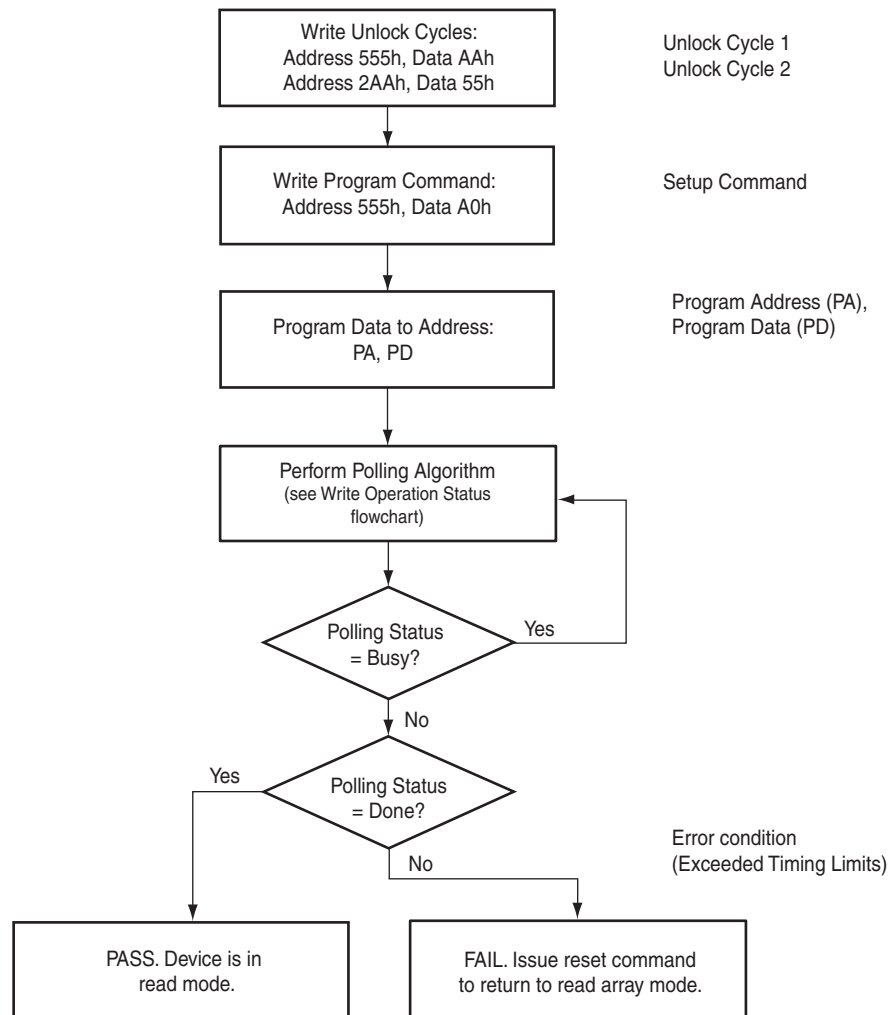 Write Unlock Cycles:
Address 555h, Data AAh
Address 2AAh, Data 55h
Unlock Cycle 1
Unlock Cycle 2
Write Program Command:
Address 555h, Data A0h
Setup Command
Program Data to Address:
PA, PD
Program Address (PA),
Program Data (PD)
Perform Polling Algorithm
(see Write Operation Status
flowchart)
Polling Status
= Busy?
Yes
No
Polling Status
= Done?
Yes
No
Error condition
(Exceeded Timing Limits)
PASS. Device is in
read mode.
FAIL. Issue reset command
to return to read array mode.